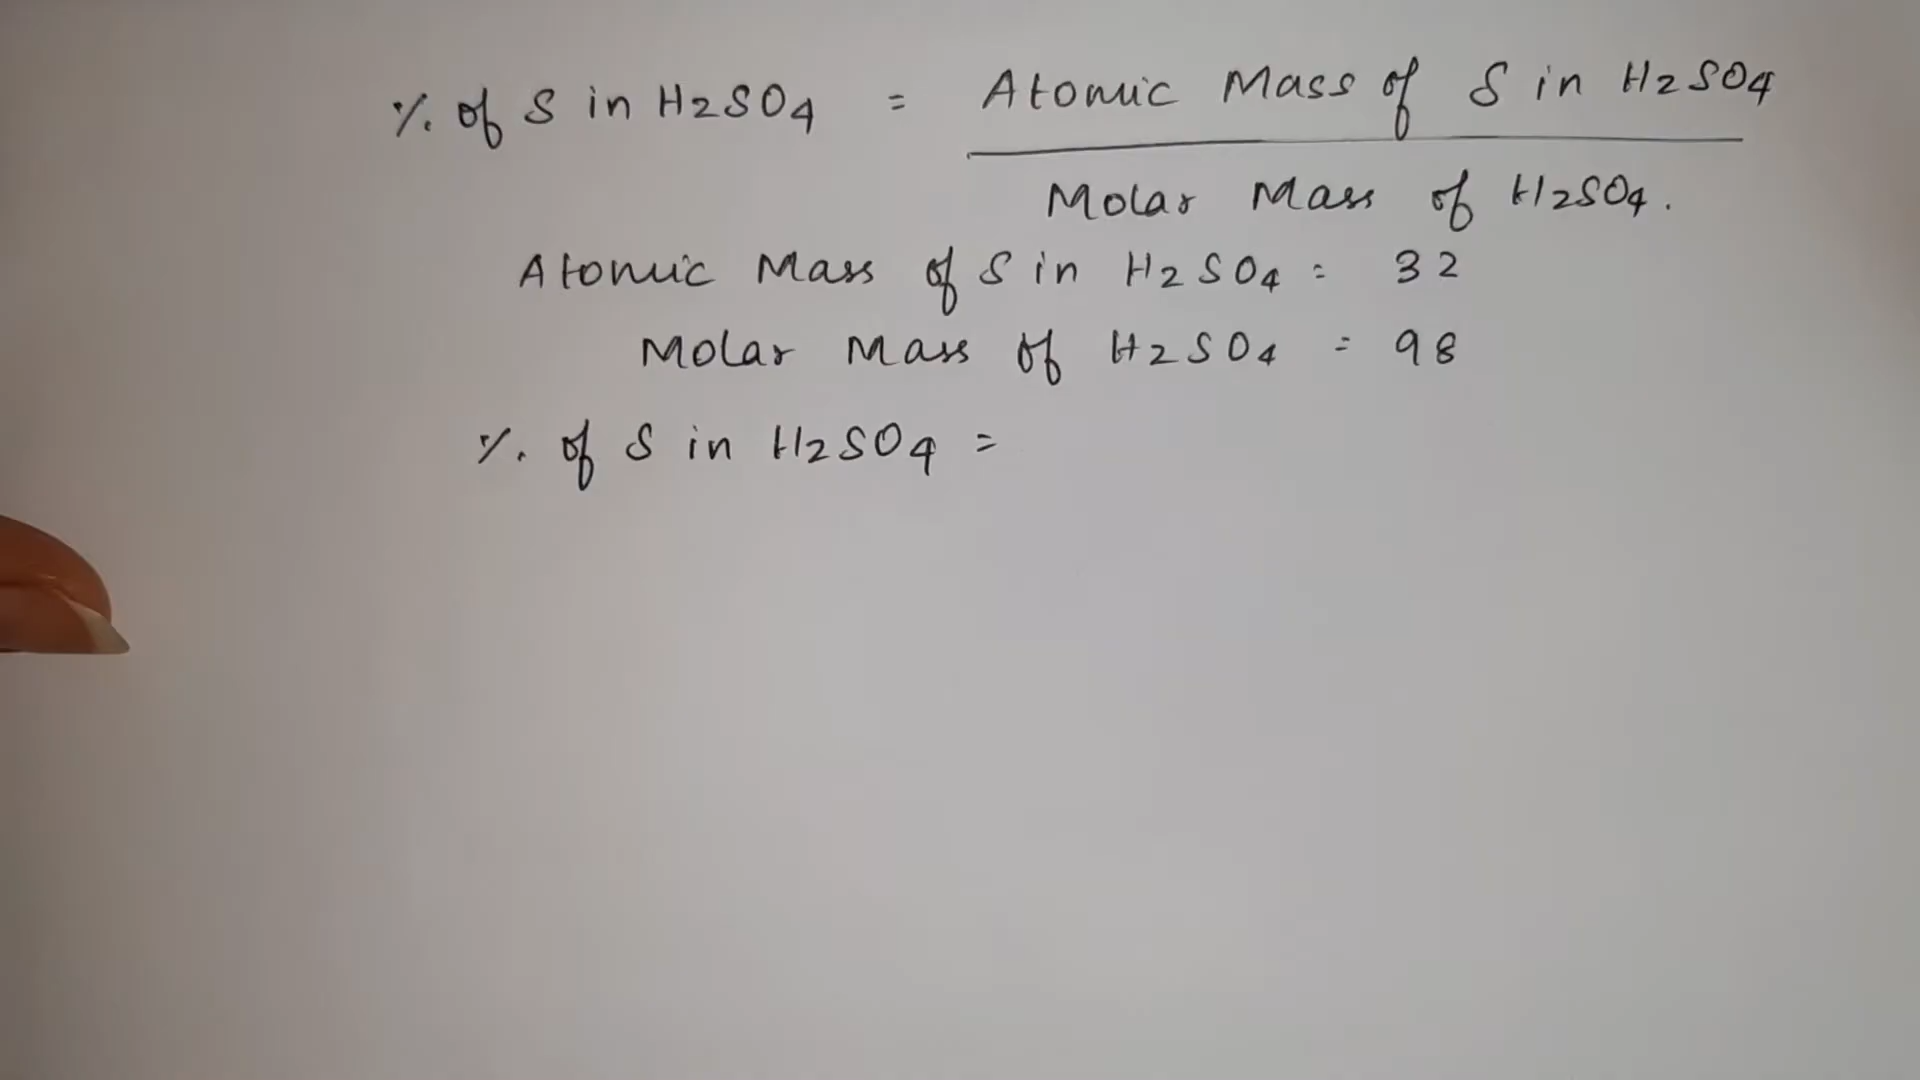 % of S in H2SO4 = Atomic Mass of S in H2SO4
Molar Mass of H2SO4.
Atomic Mass of S in H2SO4 = 32
Molar Mass of H2SO4 = 98
% of S in H2SO4 =